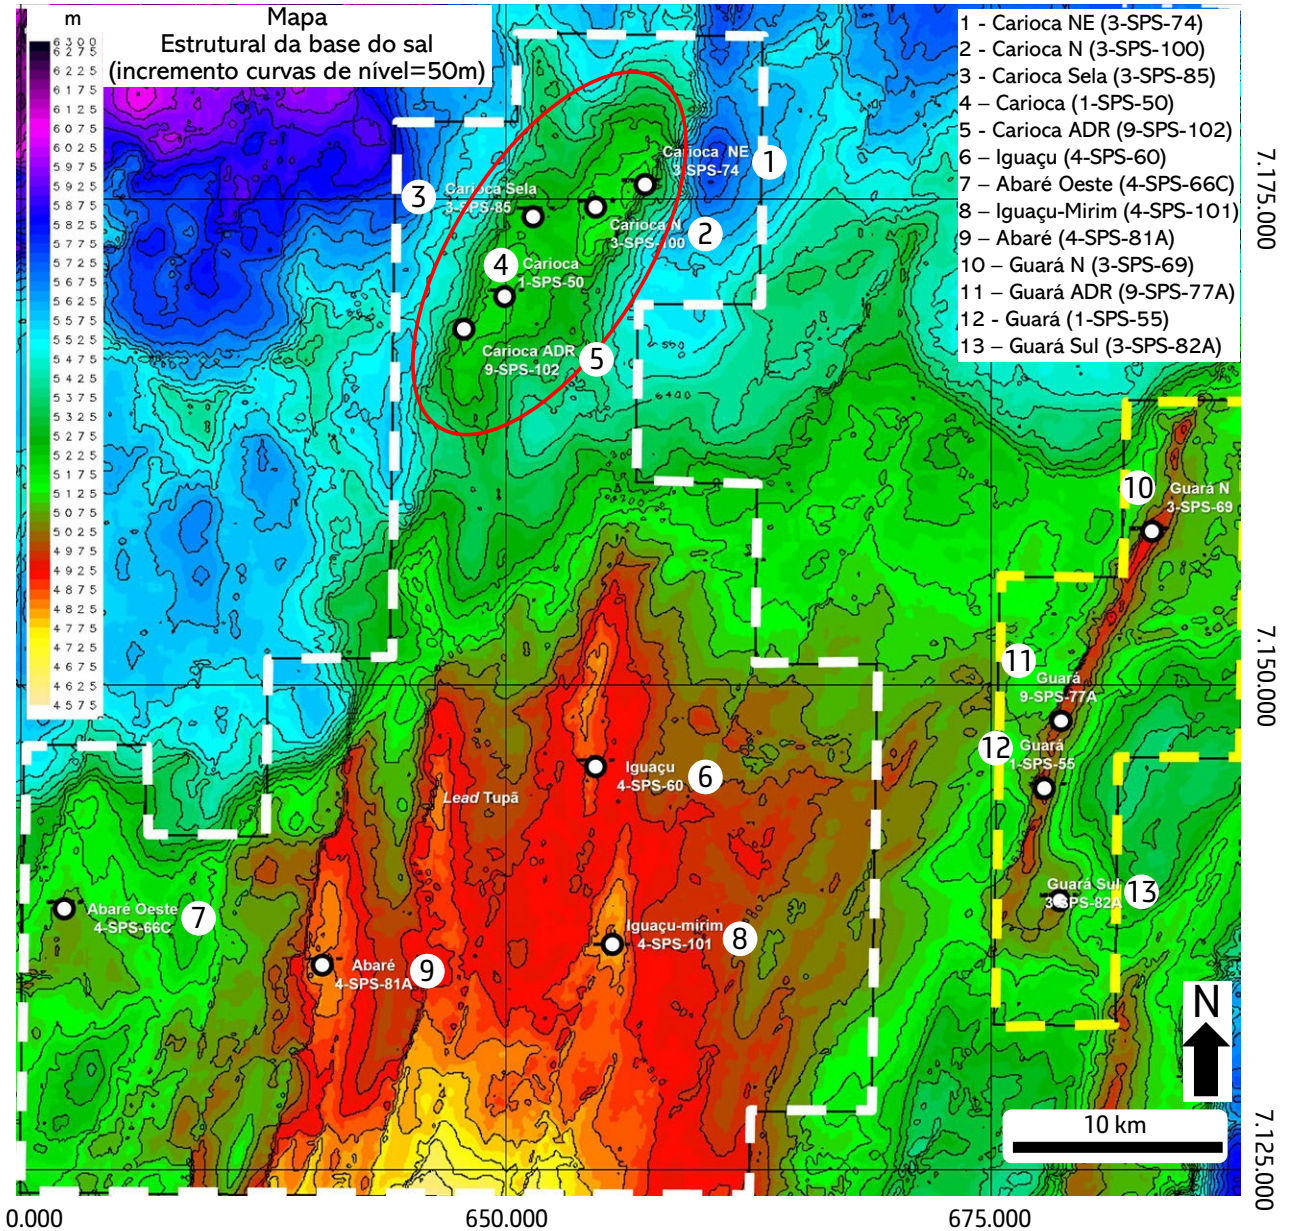 m
Mapa
Estrutural da base do sal
(incremento curvas de nível=50m)
6300
6275
6225
6175
6125
6075
6025
5975
5925
5875
5825
5775
5725
5675
5625
5575
5525
5475
5425
5375
5325
5275
5225
5175
5125
5075
5025
4975
4925
4875
4825
4775
4725
4675
4625
4575
1 - Carioca NE (3-SPS-74)
2 - Carioca N (3-SPS-100)
3 - Carioca Sela (3-SPS-85)
4 – Carioca (1-SPS-50)
5 - Carioca ADR (9-SPS-102)
6 – Iguaçu (4-SPS-60)
7 – Abaré Oeste (4-SPS-66C)
8 – Iguaçu-Mirim (4-SPS-101)
9 – Abaré (4-SPS-81A)
10 – Guará N (3-SPS-69)
11 – Guará ADR (9-SPS-77A)
12 - Guará (1-SPS-55)
13 – Guará Sul (3-SPS-82A)
Carioca NE
3-SPS-74
1
3
Carioca Sela
3-SPS-85
Carioca N
3-SPS-100
2
4
Carioca
1-SPS-50
Carioca ADR
9-SPS-102
5
10
Guará N
3-SPS-69
11
Guará
9-SPS-77A
12
Guará
1-SPS-55
Iguaçu
4-SPS-60
6
Lead Tupã
Guará Sul
3-SPS-82A
13
Abaré Oeste
4-SPS-66C
7
Iguaçu-mirim
4-SPS-101
8
Abaré
4-SPS-81A
9
N
10 km
7.175.000
7.150.000
7.125.000
0.000
650.000
675.000